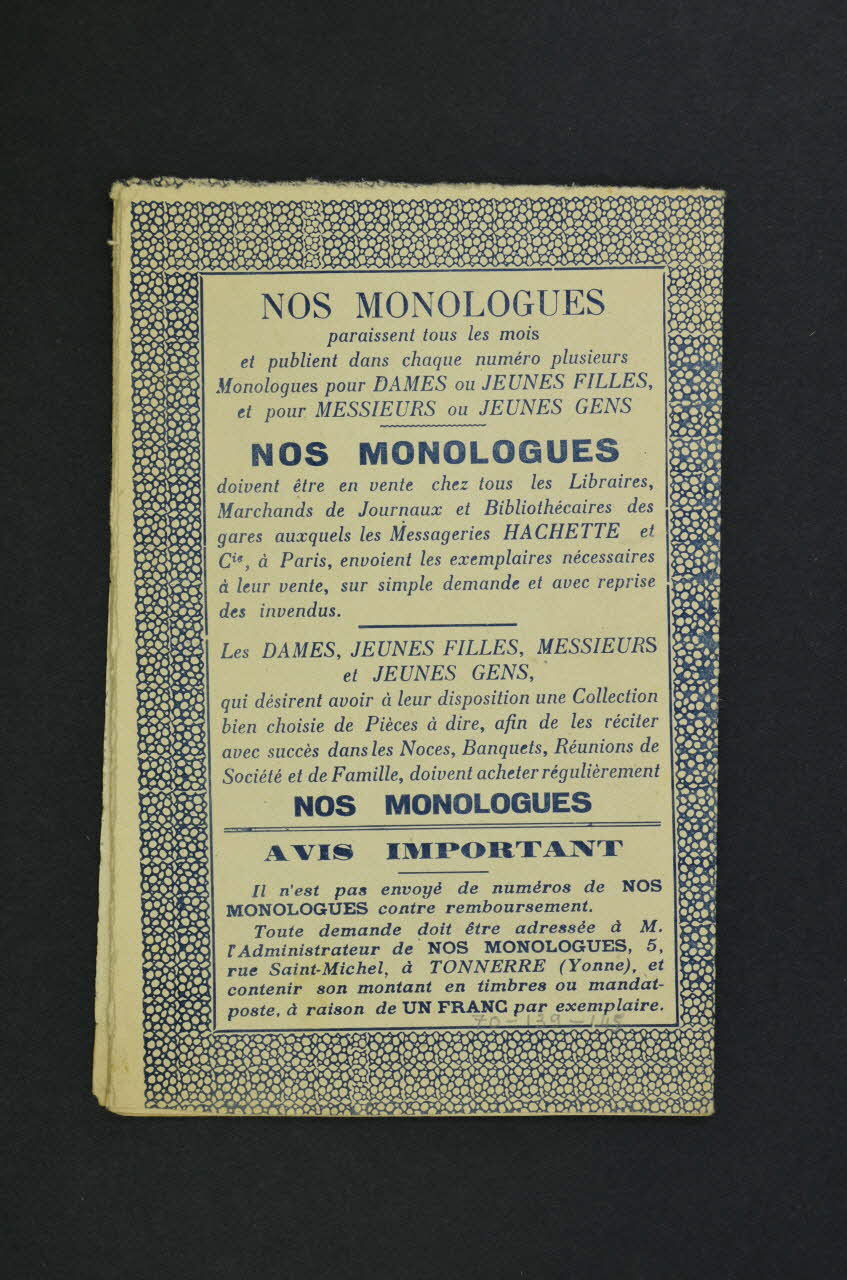 NOS MONOLOGUES
paraissent tous les mois
et publient dans chaque numéro plusieurs
Monologues pour DAMES ou JEUNES FILLES,
et pour MESSIEURS ou JEUNES GENS
NOS MONOLOGUES
doivent être en vente chez tous les Libraires,
Marchands de Journaux et Bibliothécaires des
gares auxquels les Messageries HACHETTE et
Cie, à Paris, envoient les exemplaires nécessaires
à leur vente, sur simple demande et avec reprise
des invendus.
Les DAMES, JEUNES FILLES, MESSIEURS
et JEUNES GENS,
qui désirent avoir à leur disposition une Collection
bien choisie de Pièces à dire, afin de les réciter
avec succès dans les Noces, Banquets, Réunions de
Société et de Famille, doivent acheter régulièrement
NOS MONOLOGUES
AVIS IMPORTANT
Il n'est pas envoyé de numéros de NOS
MONOLOGUES contre remboursement.
Toute demande doit être adressée à M.
l'Administrateur de NOS MONOLOGUES, 5,
rue Saint-Michel, à TONNERRE (Yonne), et
contenir son montant en timbres ou mandat-
poste, à raison de UN FRANC par exemplaire.
70-139-145